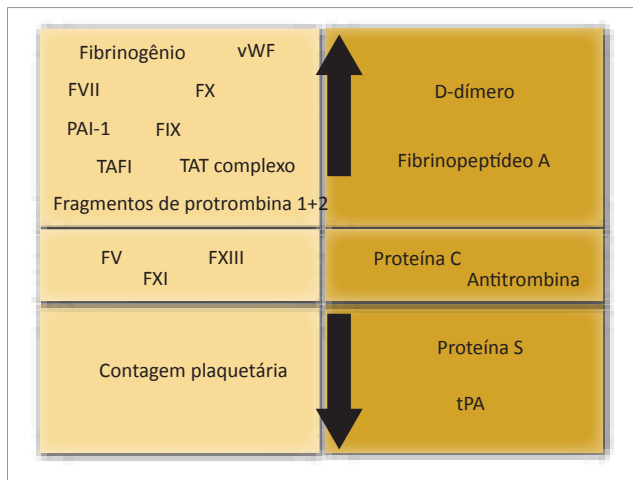 Fibrinogênio vWF
FVII FX
PAI-1 FIX
TAFI TAT complexo
Fragmentos de protrombina 1+2
D-dímero
Fibrinopeptídeo A
FV FXIII
FXI
Proteína C
Antitrombina
Contagem plaquetária
Proteína S
tPA